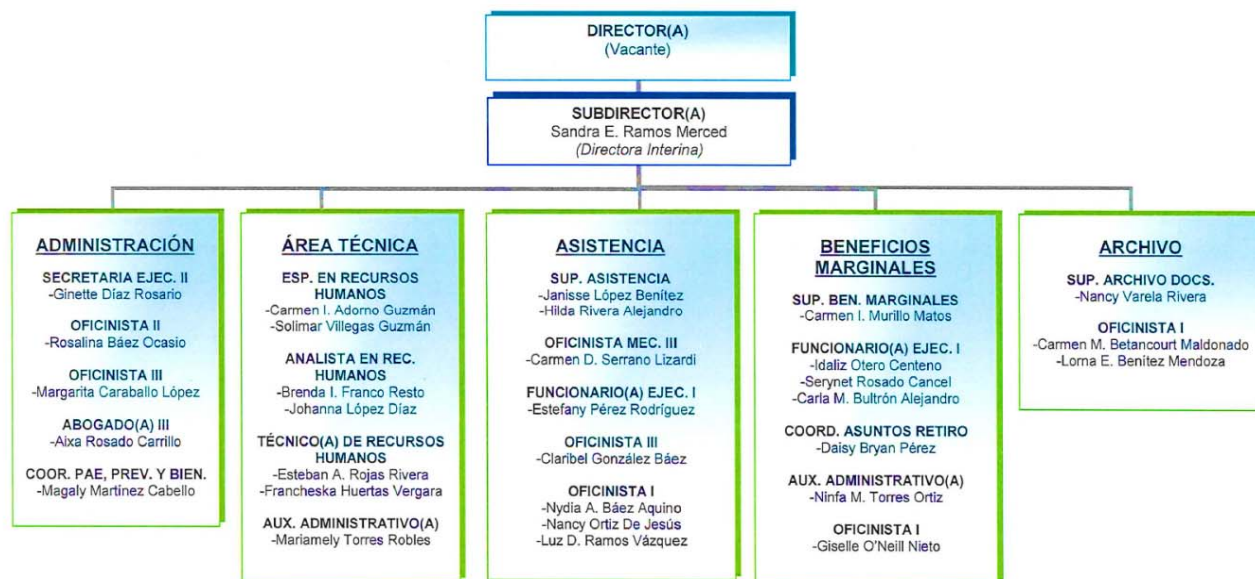 DIRECTOR(A)
(Vacante)
SUBDIRECTOR(A)
Sandra E. Ramos Merced
(Directora Interina)
ADMINISTRACIÓN
SECRETARIA EJEC. II
-Ginette Díaz Rosario
OFICINISTA II
-Rosalina Báez Ocasio
OFICINISTA III
-Margarita Caraballo López
ABOGADO(A) III
-Aixa Rosado Carrillo
COOR. PAE, PREV. Y BIEN.
-Magaly Martínez Cabello
ÁREA TÉCNICA
ESP. EN RECURSOS
HUMANOS
-Carmen I. Adorno Guzmán
-Solimar Villegas Guzmán
ANALISTA EN REC.
HUMANOS
-Brenda I. Franco Resto
-Johanna López Díaz
TÉCNICO(A) DE RECURSOS
HUMANOS
-Esteban A. Rojas Rivera
-Francheska Huertas Vergara
AUX. ADMINISTRATIVO(A)
-Mariamely Torres Robles
ASISTENCIA
SUP. ASISTENCIA
-Janisse López Benítez
-Hilda Rivera Alejandro
OFICINISTA MEC. III
-Carmen D. Serrano Lizardi
FUNCIONARIO(A) EJEC. I
-Estefany Pérez Rodríguez
OFICINISTA III
-Claribel González Báez
OFICINISTA I
-Nydia A. Báez Aquino
-Nancy Ortiz De Jesús
-Luz D. Ramos Vázquez
BENEFICIOS
MARGINALES
SUP. BEN. MARGINALES
-Carmen I. Murillo Matos
FUNCIONARIO(A) EJEC. I
-Idaliz Otero Centeno
-Serynet Rosado Cancel
-Carla M. Bultrón Alejandro
COORD. ASUNTOS RETIRO
-Daisy Bryan Pérez
AUX. ADMINISTRATIVO(A)
-Ninfa M. Torres Ortiz
OFICINISTA I
-Giselle O'Neill Nieto
ARCHIVO
SUP. ARCHIVO DOCS.
-Nancy Varela Rivera
OFICINISTA I
-Carmen M. Betancourt Maldonado
-Lorna E. Benítez Mendoza